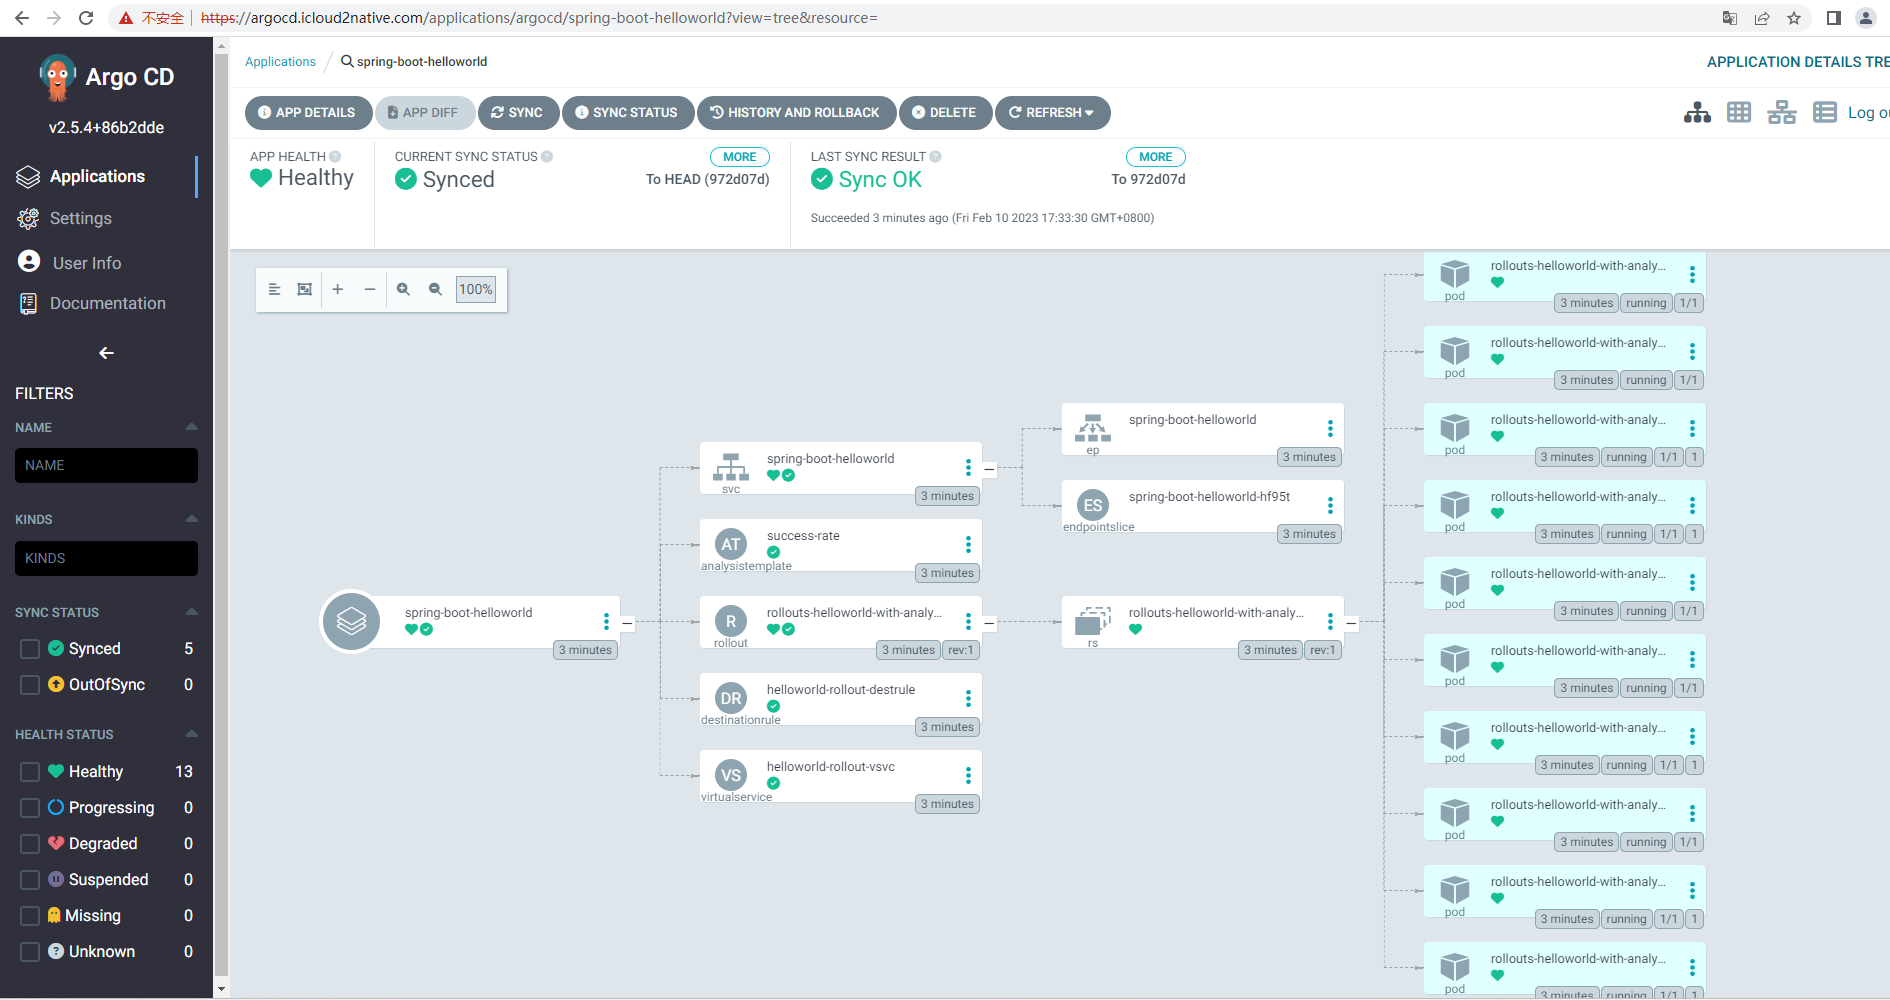 不安全 https://argocd.icloud2native.com/applications/argocd/spring-boot-helloworld?view=tree&resource=
Argo CD
v2.5.4+86b2dde
Applications
Settings
User Info
Documentation
FILTERS
NAME
NAME
KINDS
KINDS
SYNC STATUS
Synced 5
OutOfSync 0
HEALTH STATUS
Healthy 13
Progressing 0
Degraded 0
Suspended 0
Missing 0
Unknown 0
Applications / spring-boot-helloworld
APPLICATION DETAILS TRE
APP DETAILS APP DIFF SYNC SYNC STATUS HISTORY AND ROLLBACK DELETE REFRESH
Log o
APP HEALTH
Healthy
CURRENT SYNC STATUS MORE
Synced To HEAD (972d07d)
LAST SYNC RESULT MORE
Sync OK To 972d07d
Succeeded 3 minutes ago (Fri Feb 10 2023 17:33:30 GMT+0800)
100%
spring-boot-helloworld
3 minutes
spring-boot-helloworld
svc
3 minutes
AT
success-rate
analysistemplate
3 minutes
R
rollouts-helloworld-with-analy...
rollout
3 minutes rev:1
DR
helloworld-rollout-destrule
destinationrule
3 minutes
VS
helloworld-rollout-vsvc
virtualservice
3 minutes
spring-boot-helloworld
ep
3 minutes
ES
spring-boot-helloworld-hf95t
endpointslice
3 minutes
rollouts-helloworld-with-analy...
rs
3 minutes rev:1
rollouts-helloworld-with-analy...
pod
3 minutes running 1/1
rollouts-helloworld-with-analy...
pod
3 minutes running 1/1
rollouts-helloworld-with-analy...
pod
3 minutes running 1/1 1
rollouts-helloworld-with-analy...
pod
3 minutes running 1/1 1
rollouts-helloworld-with-analy...
pod
3 minutes running 1/1
rollouts-helloworld-with-analy...
pod
3 minutes running 1/1
rollouts-helloworld-with-analy...
pod
3 minutes running 1/1 1
rollouts-helloworld-with-analy...
pod
3 minutes running 1/1
rollouts-helloworld-with-analy...
pod
3 minutes running 1/1 1
rollouts-helloworld-with-analy...
pod
3 minutes running 1/1 1